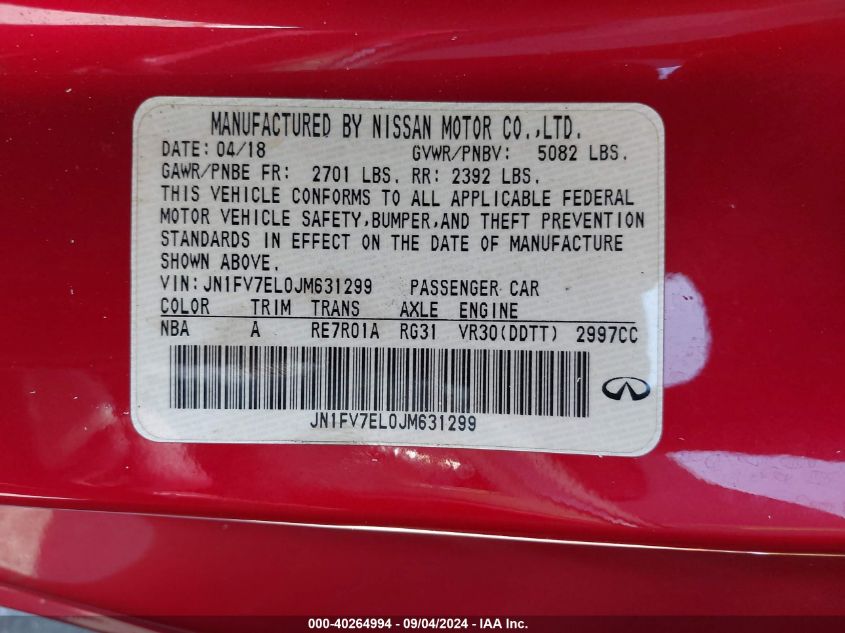 MANUFACTURED BY NISSAN MOTOR CO.,LTD.
DATE: 04/18 GVWR/PNBV: 5082 LBS.
GAWR/PNBE FR: 2701 LBS. RR: 2392 LBS.
THIS VEHICLE CONFORMS TO ALL APPLICABLE FEDERAL
MOTOR VEHICLE SAFETY,BUMPER,AND THEFT PREVENTION
STANDARDS IN EFFECT ON THE DATE OF MANUFACTURE
SHOWN ABOVE.
VIN: JN1FV7EL0JM631299 PASSENGER CAR
COLOR TRIM TRANS AXLE ENGINE
NBA A RE7R01A RG31 VR30(DDTT) 2997CC
JN1FV7EL0JM631299
000-40264994 - 09/04/2024 - IAA Inc.